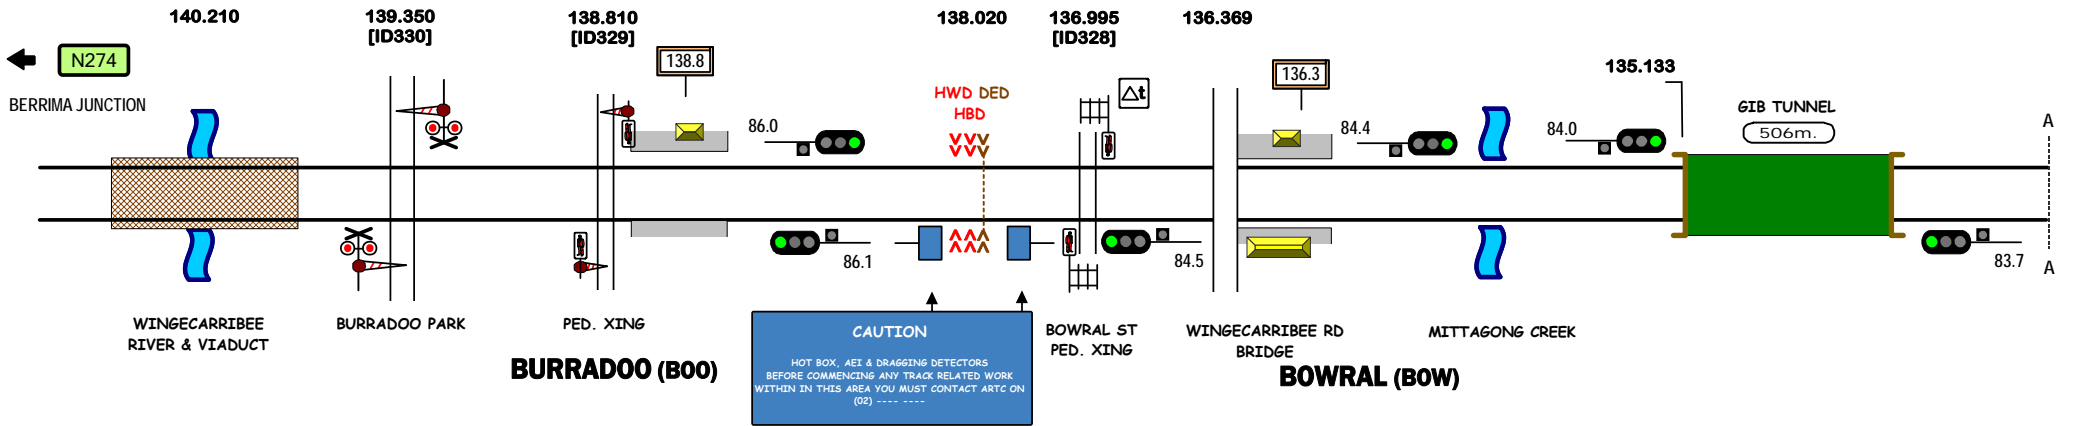 140.210
139.350
[ID330]
138.810
[ID329]
138.020
136.995
[ID328]
136.369
135.133
N274
BERRIMA JUNCTION
138.8
86.0
HWD DED
HBD
Δt
136.3
84.4
84.0
GIB TUNNEL
506m.
A
86.1
84.5
83.7
A
WINGECARRIBEE
RIVER & VIADUCT
BURRADOO PARK
PED. XING
BURRADOO (BOO)
CAUTION
HOT BOX, AEI & DRAGGING DETECTORS
BEFORE COMMENCING ANY TRACK RELATED WORK
WITHIN IN THIS AREA YOU MUST CONTACT ARTC ON
(02) ---- ----
BOWRAL ST
PED. XING
WINGECARRIBEE RD
BRIDGE
BOWRAL (BOW)
MITTAGONG CREEK